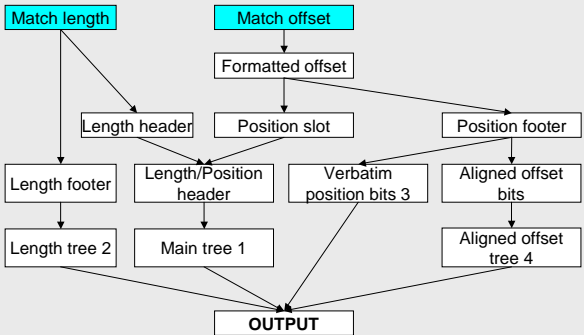 Match length
Match offset
Formatted offset
Length header
Position slot
Position footer
Length footer
Length/Position
header
Verbatim
position bits 3
Aligned offset
bits
Length tree 2
Main tree 1
Aligned offset
tree 4
OUTPUT